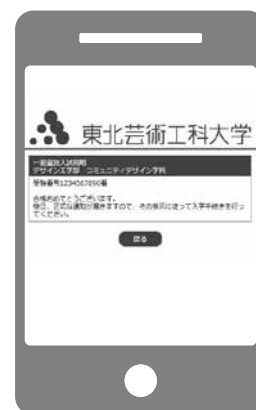 東北芸術工科大学
一般選抜入試前期
デザイン工学部 コミュニティデザイン学科
受験番号1234567890番
合格おめでとうございます。
後日、正式な通知が届きますので、その指示に従って入学手続きを行っ
てください。
戻る